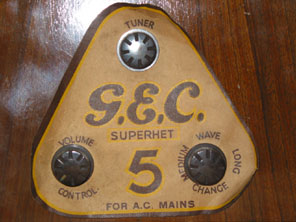 TUNER
G.E.C.
SUPERHET
5
VOLUME
CONTROL
WAVE
CHANGE
MEDIUM
LONG
FOR A.C. MAINS